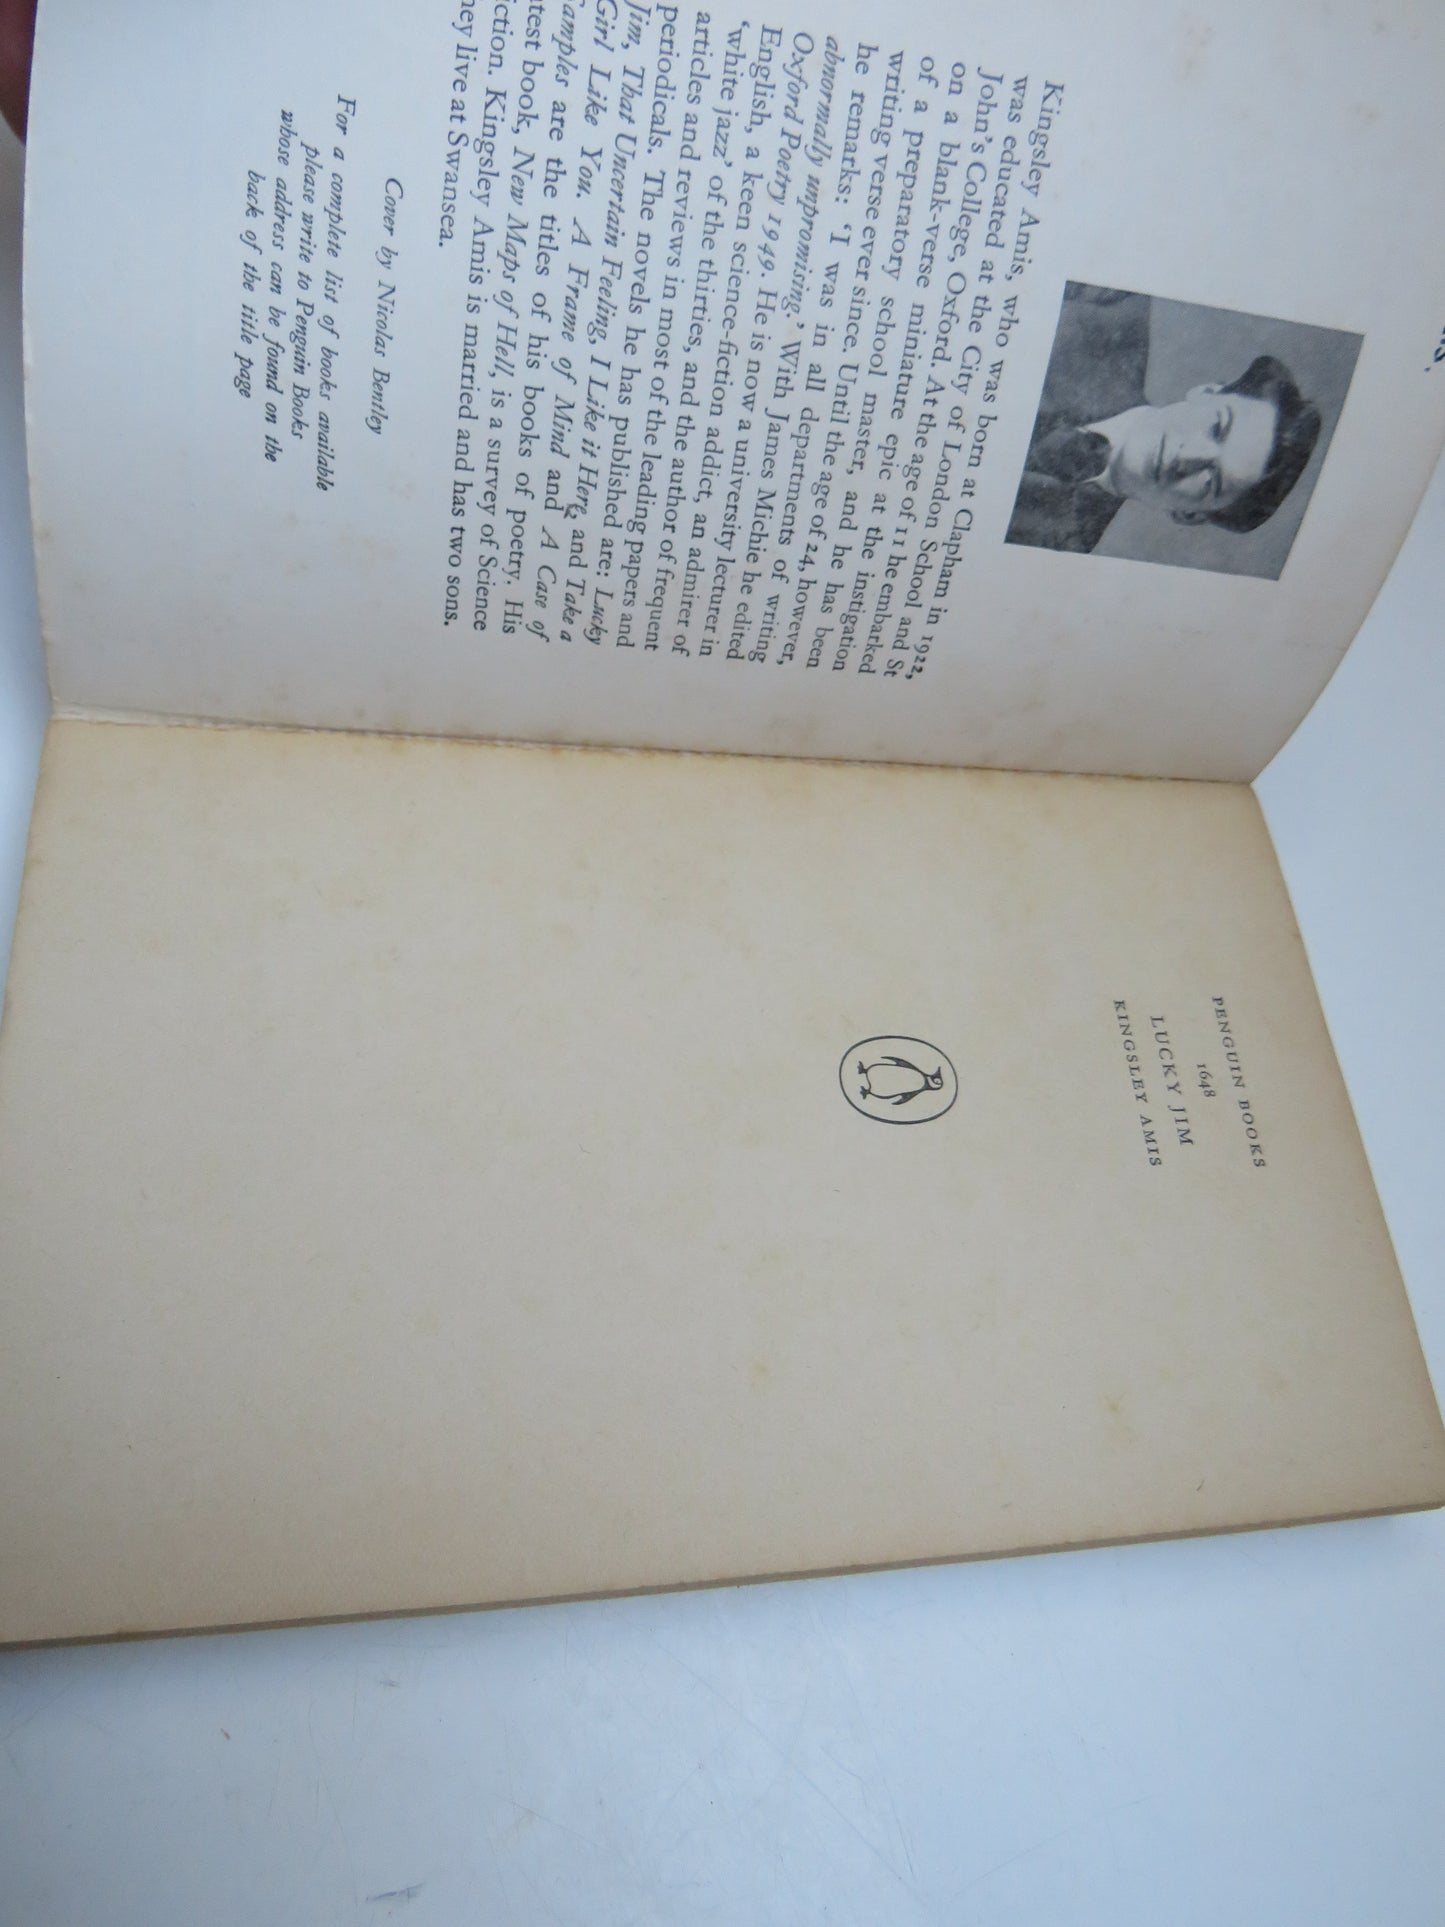 Kingsley Amis, who was born at Clapham in 1922,
was educated at the City of London School and St
John's College, Oxford. At the age of 11 he embarked
on a blank-verse miniature epic at the instigation
of a preparatory school master, and he has been
writing verse ever since. Until the age of 24, however,
he remarks: 'I was in all departments of writing
abnormally unpromising.' With James Michie he edited
Oxford Poetry 1949. He is now a university lecturer in
English, a keen science-fiction addict, an admirer of
'white jazz' of the thirties, and the author of frequent
articles and reviews in most of the leading papers and
periodicals. The novels he has published are: Lucky
Jim, That Uncertain Feeling, I Like it Here, and Take a
Girl Like You. A Frame of Mind and A Case of
Samples are the titles of his books of poetry. His
latest book, New Maps of Hell, is a survey of Science
Fiction. Kingsley Amis is married and has two sons.
They live at Swansea.
Cover by Nicolas Bentley
For a complete list of books available
please write to Penguin Books
whose address can be found on the
back of the title page
PENGUIN BOOKS
1648
LUCKY JIM
KINGSLEY AMIS